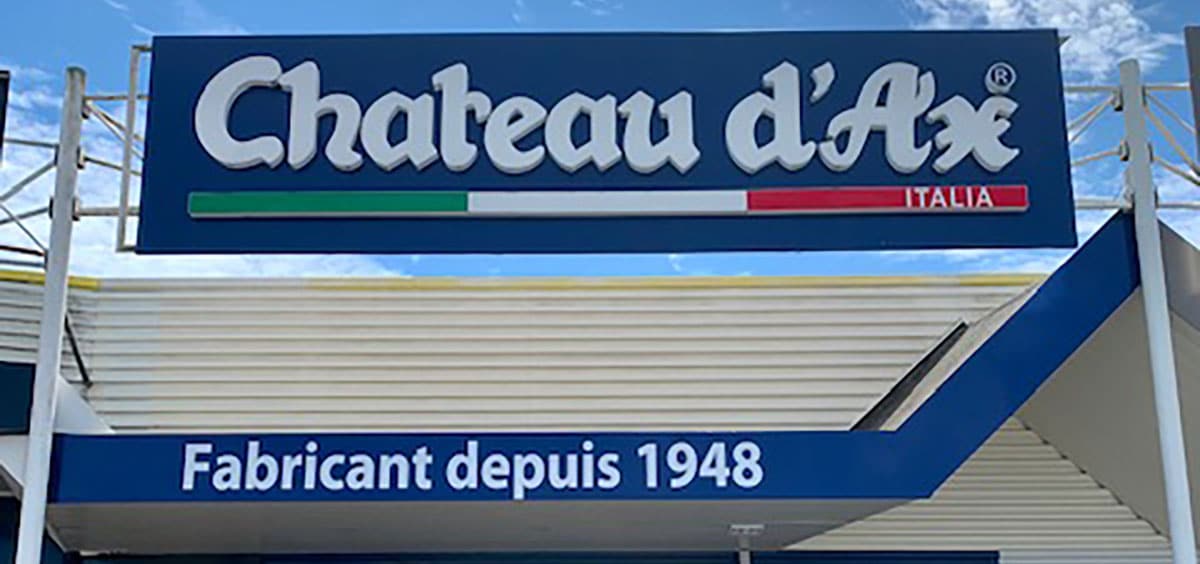 Chateau d'Ax®
ITALIA
Fabricant depuis 1948